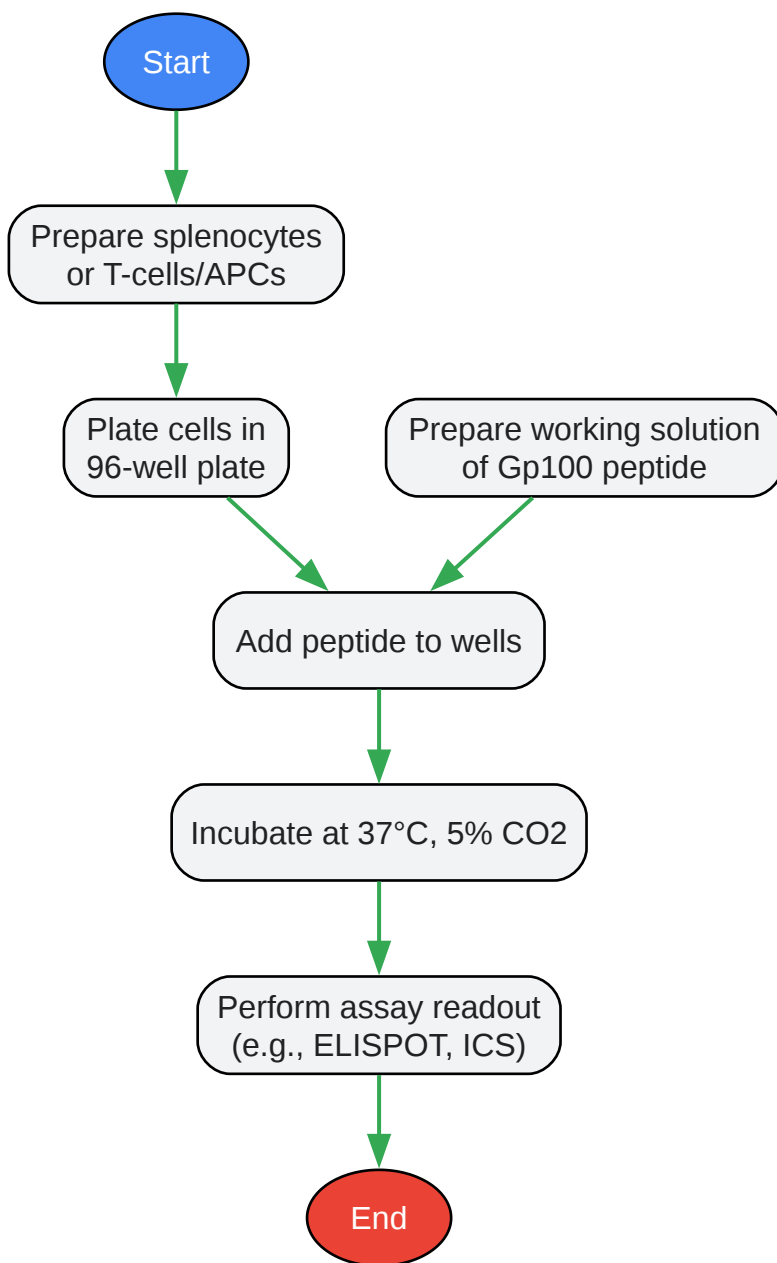 Start
Prepare splenocytes
or T-cells/APCs
Plate cells in
96-well plate
Prepare working solution
of Gp100 peptide
Add peptide to wells
Incubate at 37°C, 5% CO2
Perform assay readout
(e.g., ELISPOT, ICS)
End